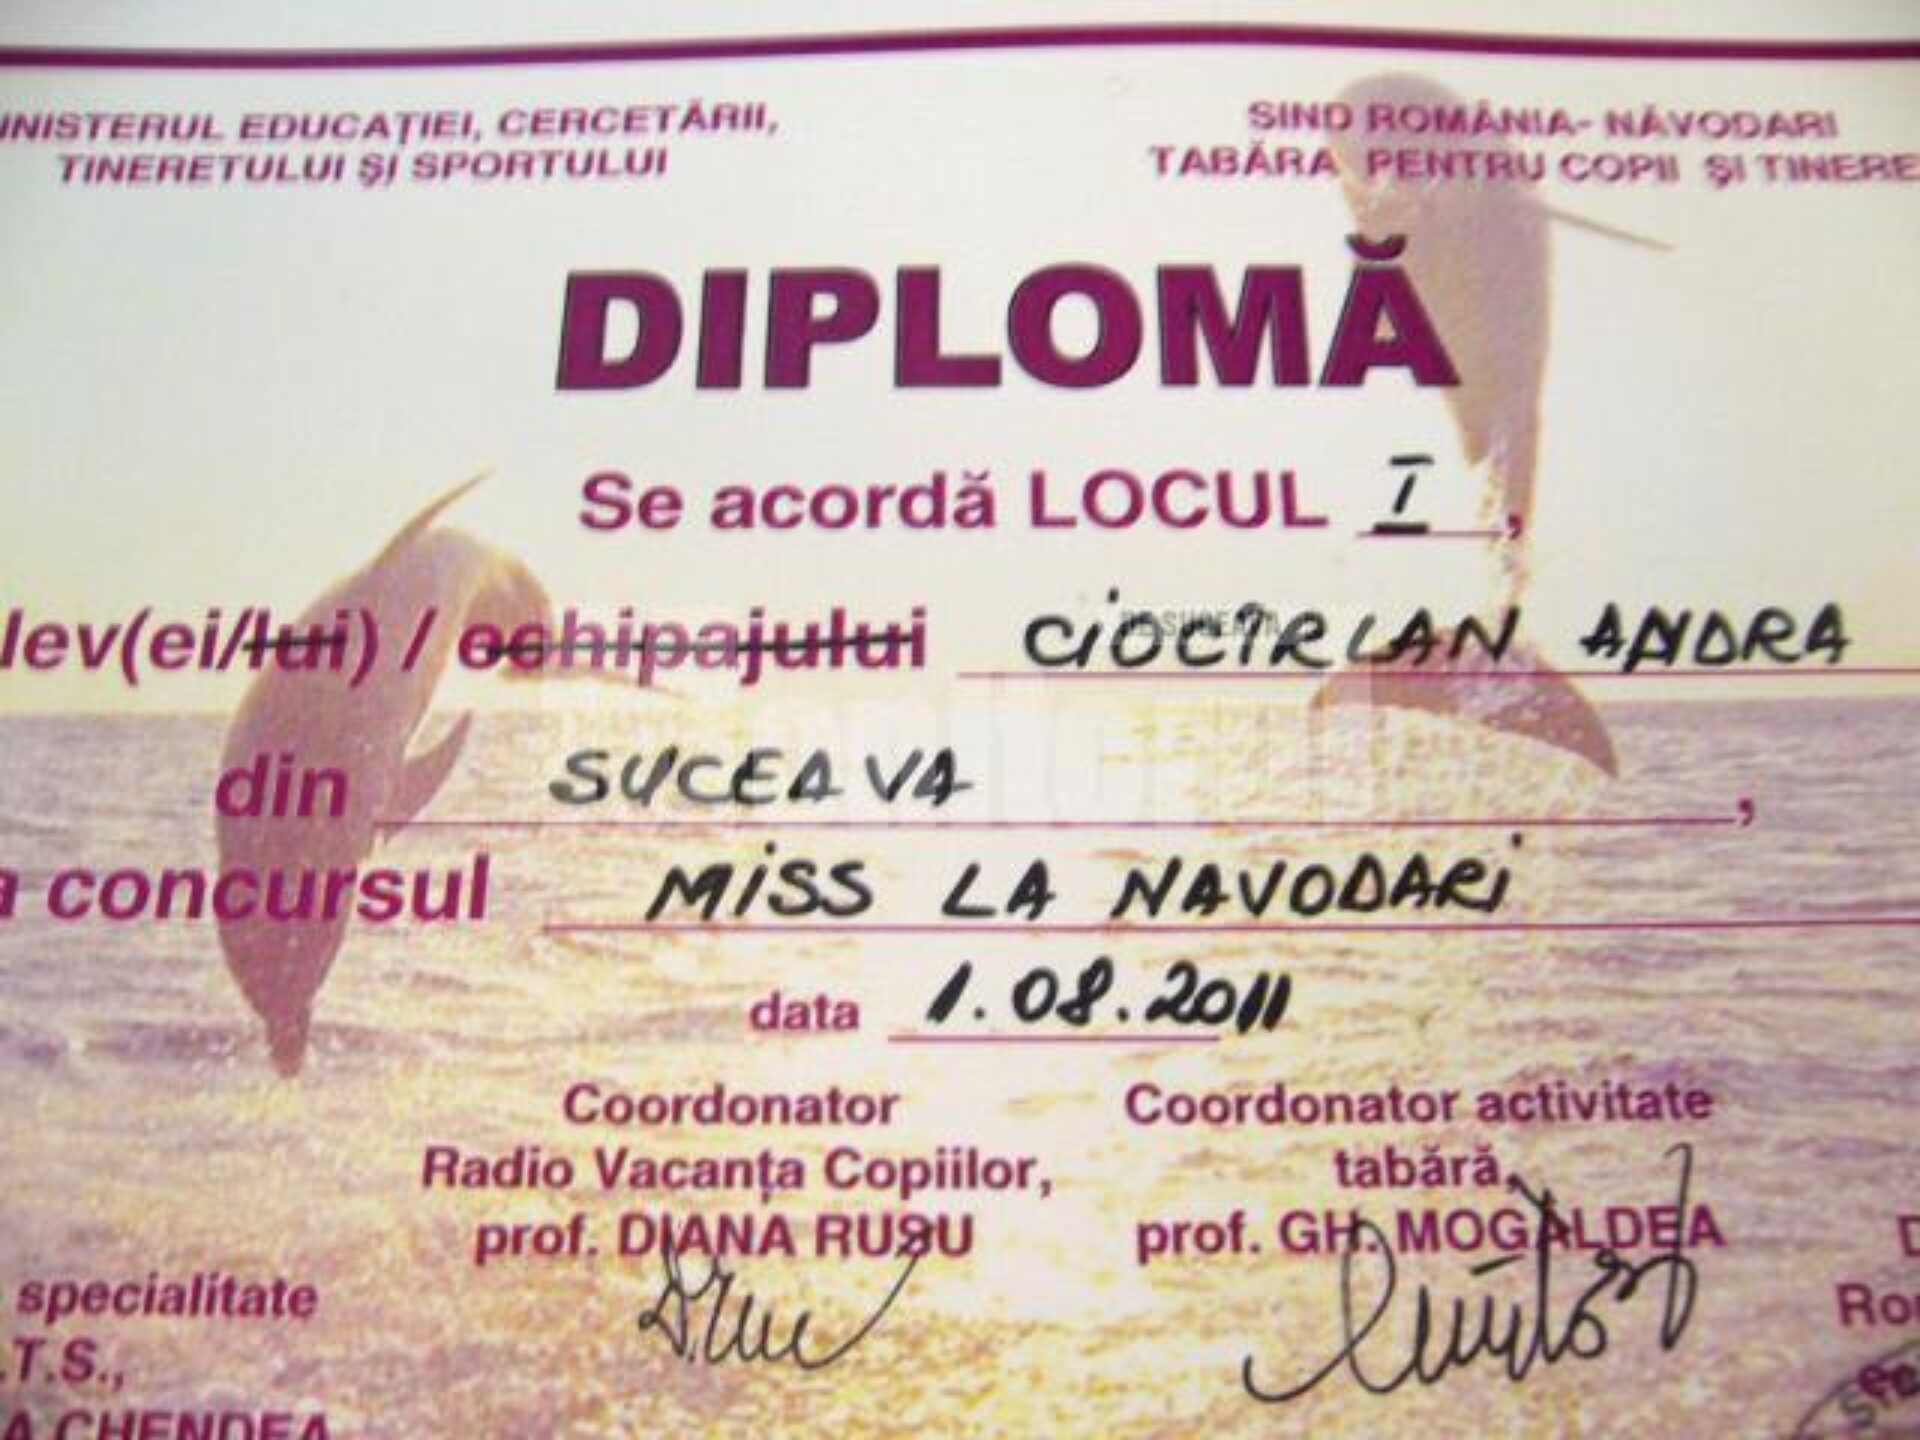 INISTERUL EDUCAȚIEI, CERCETĂRII,
TINERETULUI ȘI SPORTULUI
SIND ROMÂNIA- NĂVODARI
TABĂRA PENTRU COPII ȘI TINERE
DIPLOMĂ
Se acordă LOCUL I,
lev(ei/lui) / echipajului CIOCIRLAN ANDRA
din SUCEAVA,
a concursul MISS LA NAVODARI
data 1.08.2011
Coordonator
Radio Vacanța Copiilor,
prof. DIANA RUSU
Coordonator activitate
tabără,
prof. GH. MOGÂLDEA
specialitate
.T.S.,
A CHENDEA